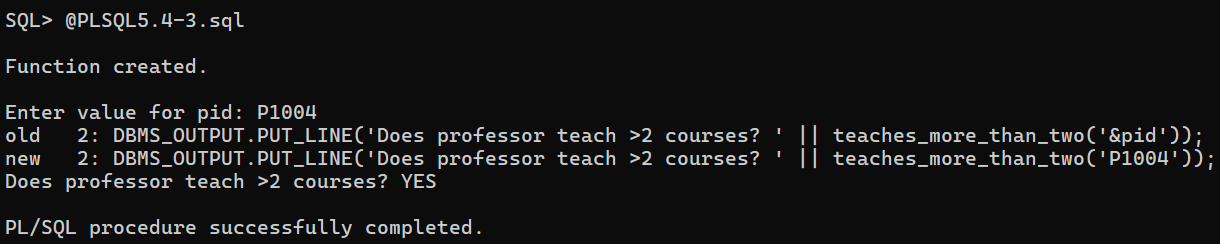 SQL> @PLSQL5.4-3.sql
Function created.
Enter value for pid: P1004
old   2: DBMS_OUTPUT.PUT_LINE('Does professor teach >2 courses? ' || teaches_more_than_two('&pid'));
new   2: DBMS_OUTPUT.PUT_LINE('Does professor teach >2 courses? ' || teaches_more_than_two('P1004'));
Does professor teach >2 courses? YES
PL/SQL procedure successfully completed.